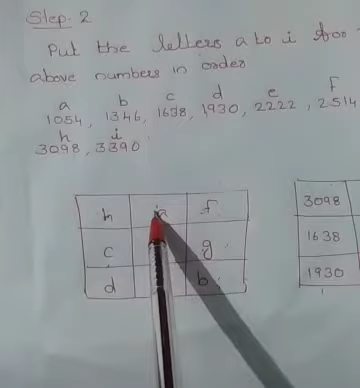 Step. 2
Put the letters a to i for
above numbers in order
a b c d e f
1054, 1346, 1638, 1930, 2222, 2514
h i
3098, 3390
h a f
c g
d b
3098
1638
1930